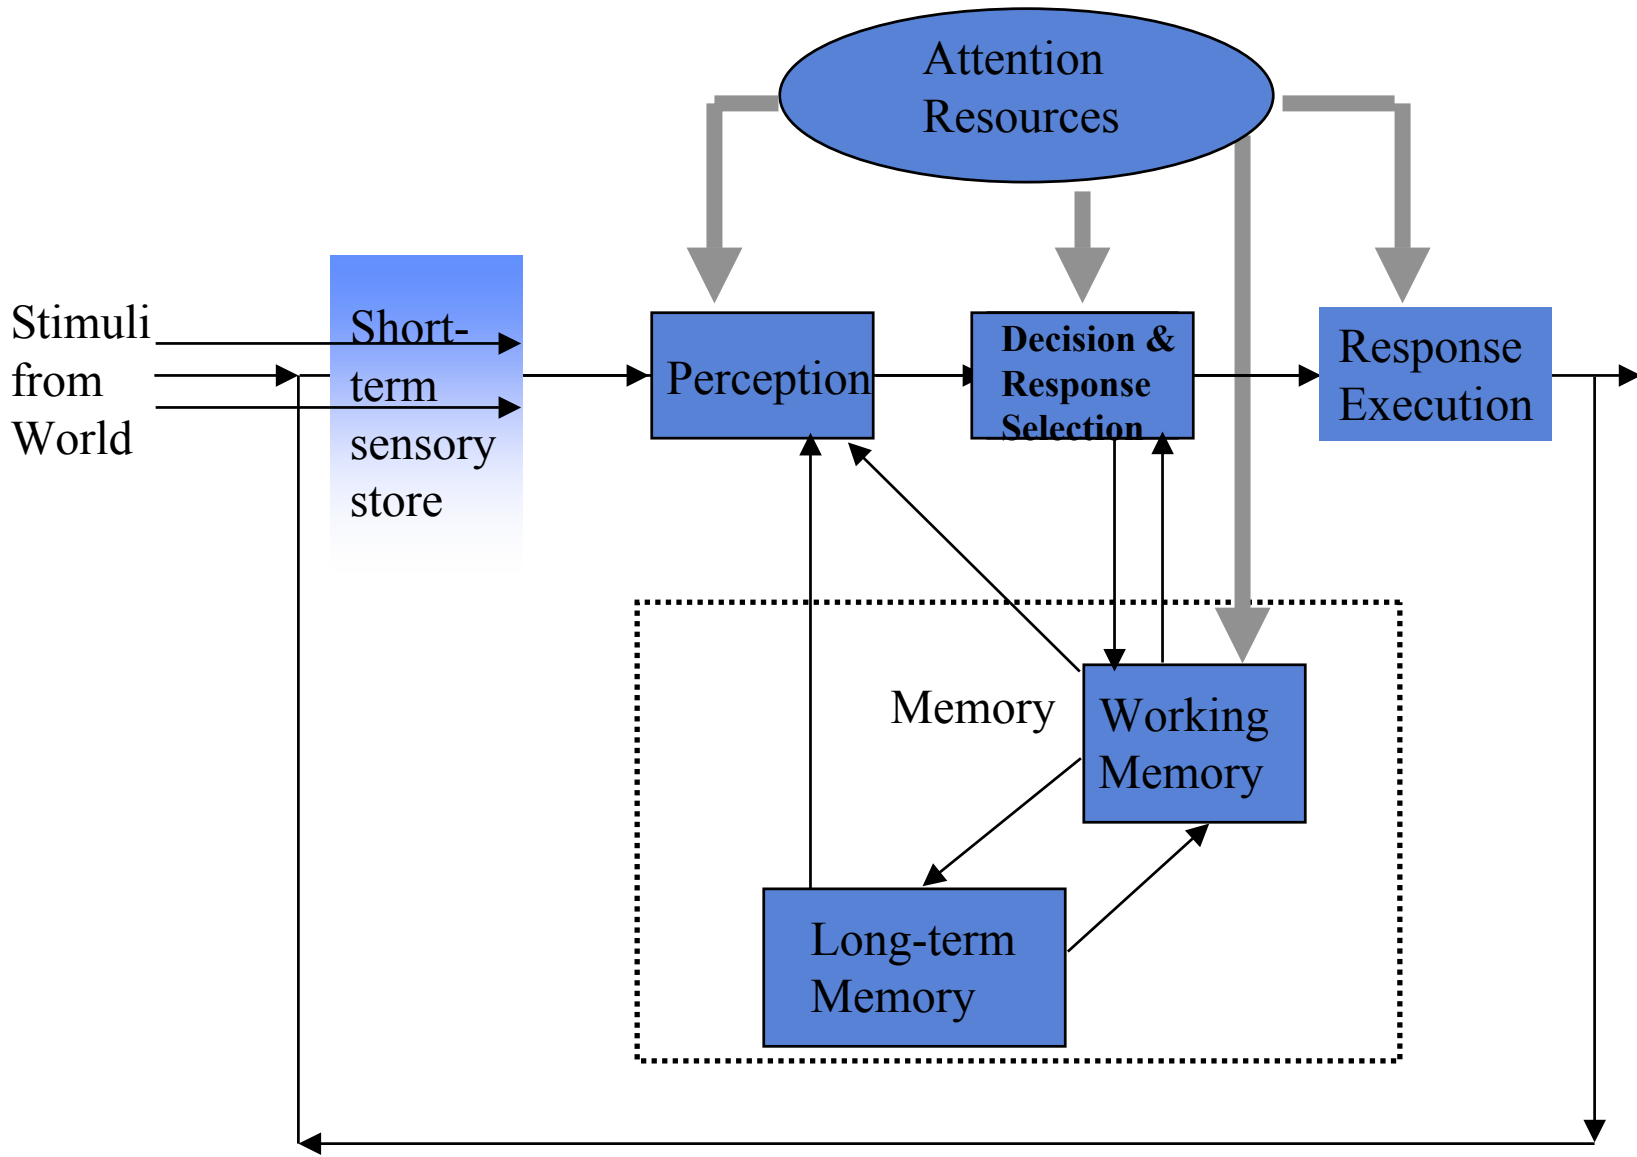 Attention
Resources
Stimuli
from
World
Short-
term
sensory
store
Perception
Decision &
Response
Selection
Response
Execution
Memory
Working
Memory
Long-term
Memory